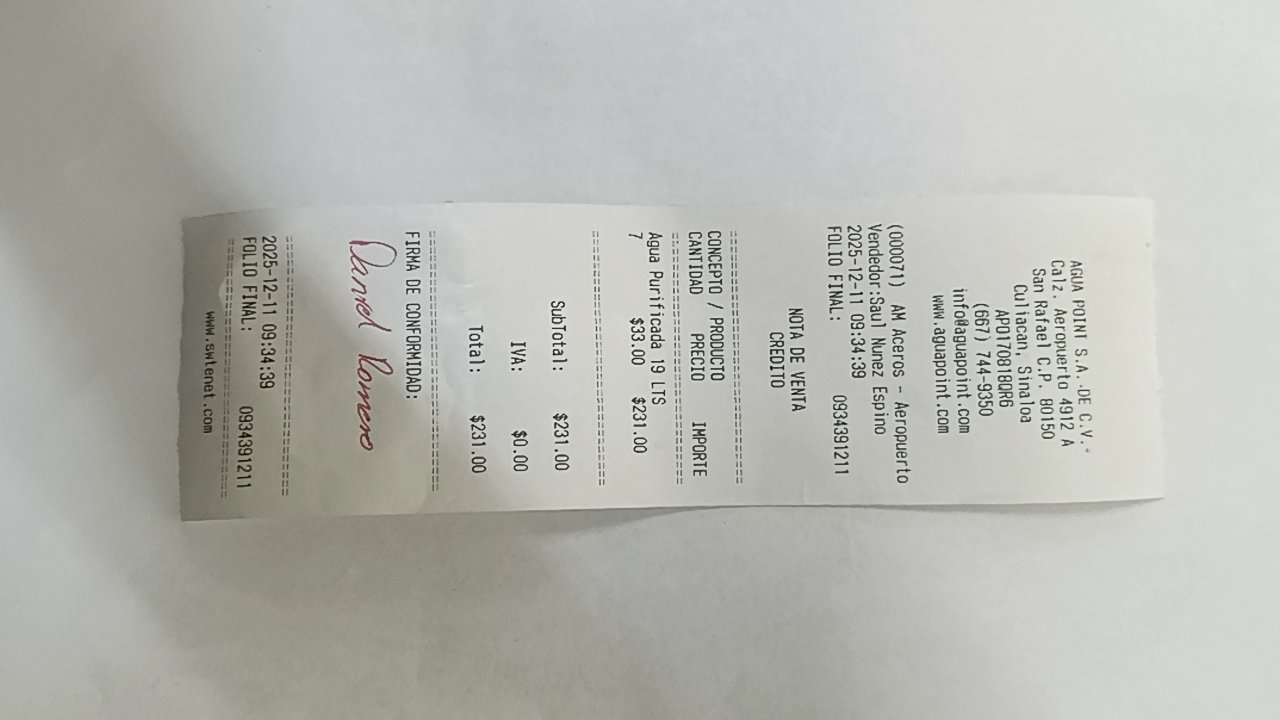 AGUA POINT S.A. DE C.V.
Calz. Aeropuerto 4912 A
San Rafael C.P. 80150
Culiacan, Sinaloa
APO170818QR6
(667) 744-9350
info@aguapoint.com
www.aguapoint.com
(000071) AM Aceros - Aeropuerto
Vendedor:Saul Nunez Espino
2025-12-11 09:34:39
FOLIO FINAL: 0934391211
NOTA DE VENTA
CREDITO
CONCEPTO / PRODUCTO
CANTIDAD PRECIO IMPORTE
Agua Purificada 19 LTS
7 $33.00 $231.00
SubTotal: $231.00
IVA: $0.00
Total: $231.00
FIRMA DE CONFORMIDAD:
Daniel Romero
2025-12-11 09:34:39
FOLIO FINAL: 0934391211
www.swtenet.com